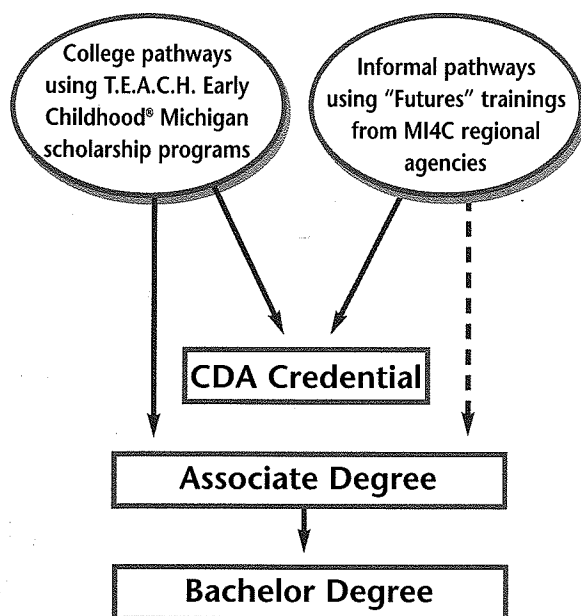 College pathways
using T.E.A.C.H. Early
Childhood® Michigan
scholarship programs
Informal pathways
using “Futures” trainings
from MI4C regional
agencies
CDA Credential
Associate Degree
Bachelor Degree